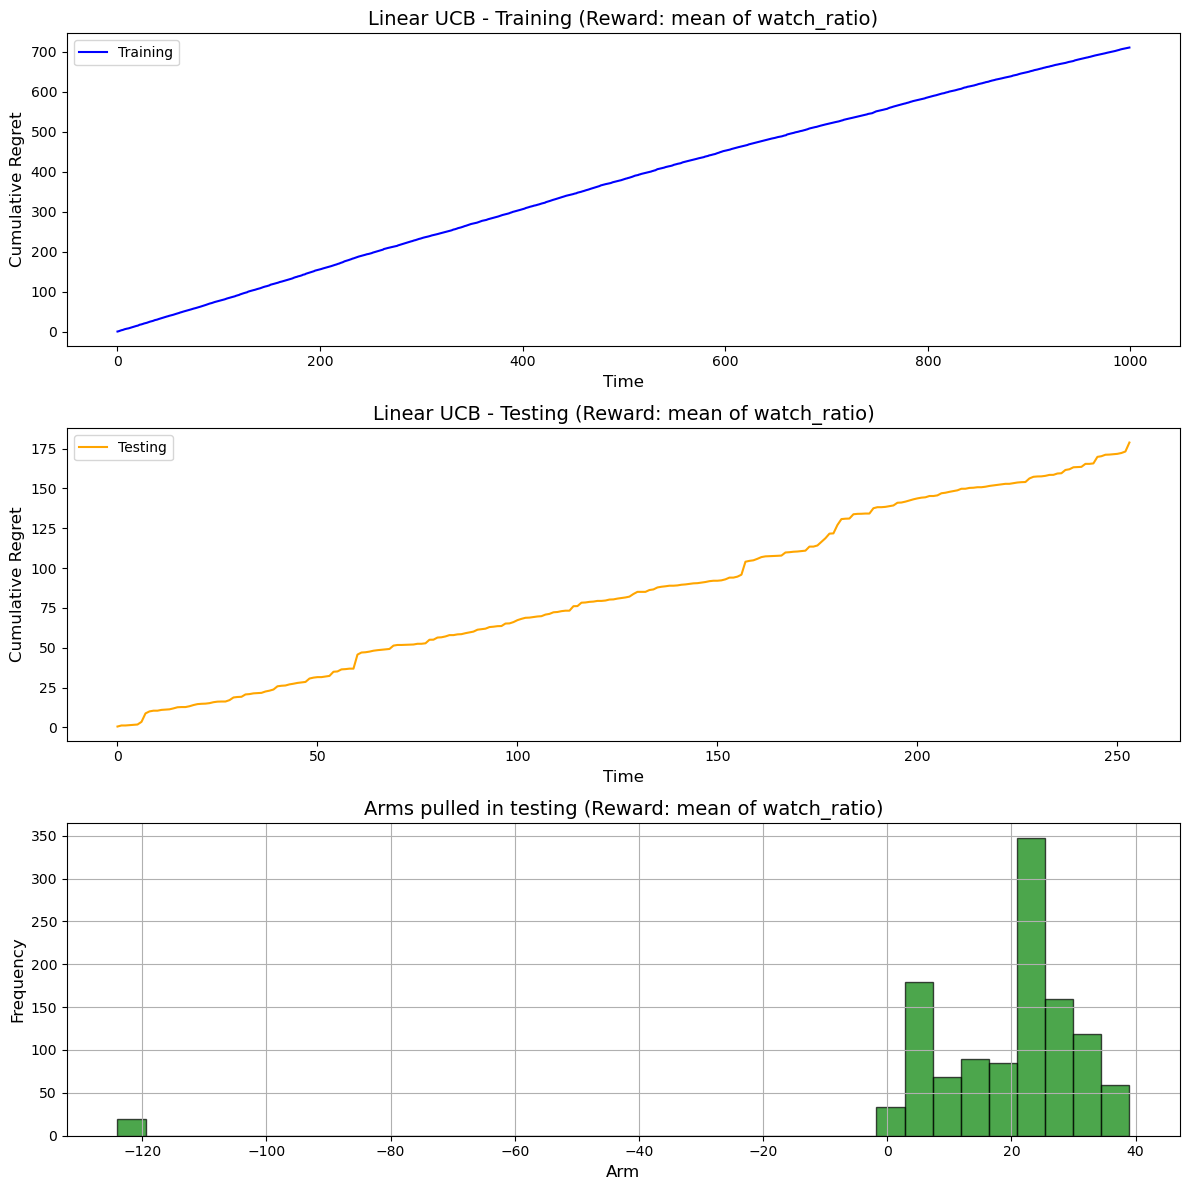 Linear UCB - Training (Reward: mean of watch_ratio)
Training
700
600
500
400
300
200
100
0
Cumulative Regret
0 200 400 600 800 1000
Time
Linear UCB - Testing (Reward: mean of watch_ratio)
Testing
175
150
125
100
75
50
25
0
Cumulative Regret
0 50 100 150 200 250
Time
Arms pulled in testing (Reward: mean of watch_ratio)
350
300
250
200
150
100
50
0
Frequency
−120 −100 −80 −60 −40 −20 0 20 40
Arm